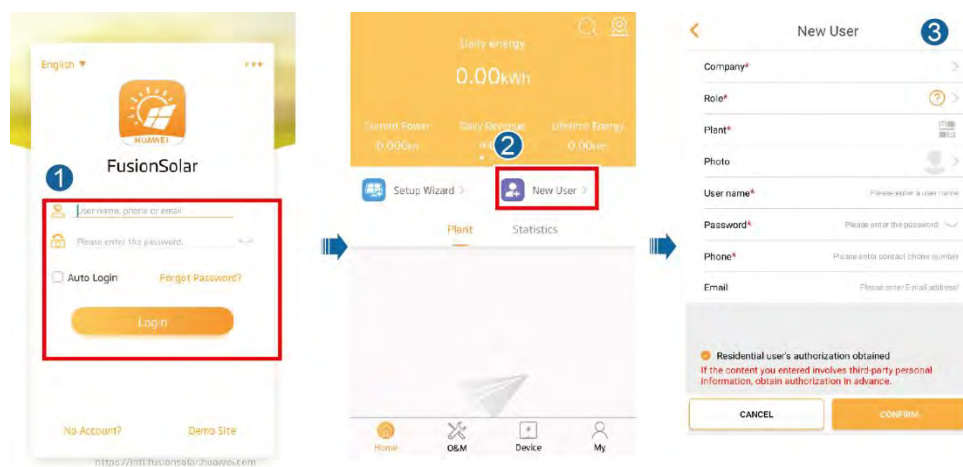 English ▼
HUAWEI
FusionSolar
1
User name, phone or email
Please enter the password.
Auto Login Forgot Password?
Login
No Account? Demo Site
https://intl.fusionsolar.huawei.com
Daily energy
0.00kWh
Current Power Daily Revenue Lifetime Energy
0.000kW 0.00kWh
2
Setup Wizard > New User >
Plant Statistics
Home O&M Device My
New User
3
Company*
Role*
Plant*
Photo
User name* Please enter a user name
Password* Please enter the password
Phone* Please enter contact phone number
Email Please enter E-mail address
Residential user's authorization obtained
If the content you entered involves third-party personal
information, obtain authorization in advance.
CANCEL CONFIRM